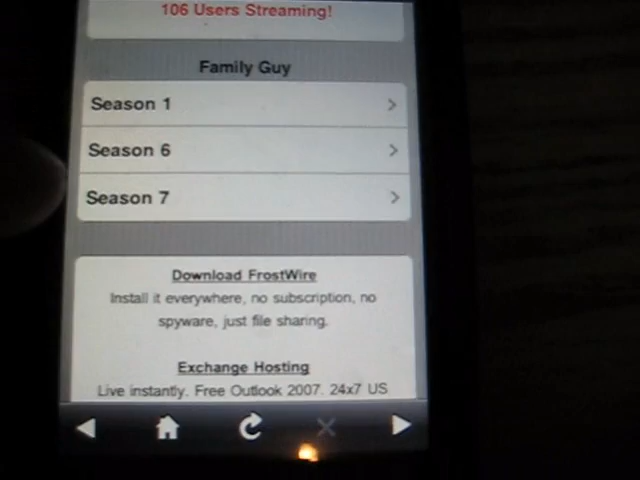 106 Users Streaming!
Family Guy
Season 1
Season 6
Season 7
Download FrostWire
Install it everywhere, no subscription, no
spyware, just file sharing.
Exchange Hosting
Live instantly. Free Outlook 2007. 24x7 US